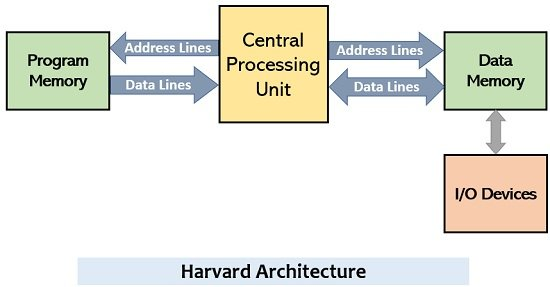 Program
Memory
Address Lines
Data Lines
Central
Processing
Unit
Address Lines
Data Lines
Data
Memory
I/O Devices
Harvard Architecture